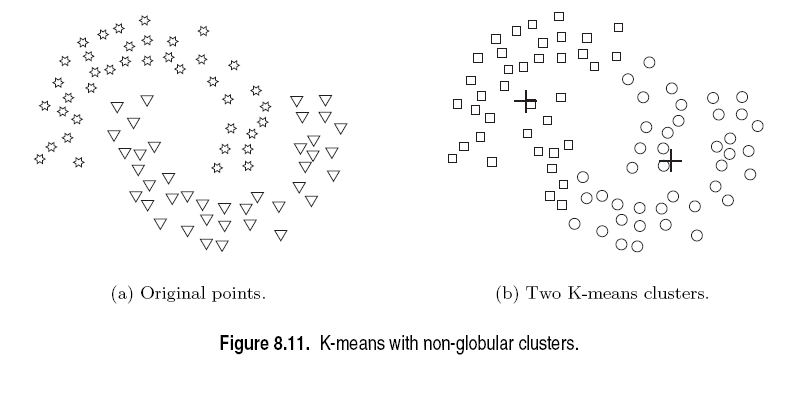 (a) Original points.
(b) Two K-means clusters.
Figure 8.11. K-means with non-globular clusters.